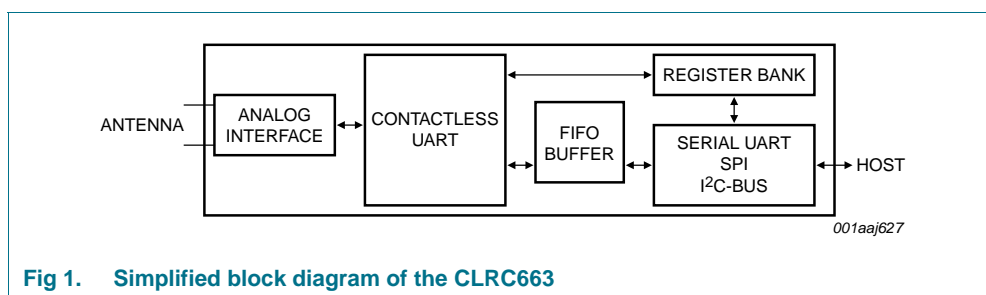 ANTENNA
ANALOG
INTERFACE
CONTACTLESS
UART
FIFO
BUFFER
REGISTER BANK
SERIAL UART
SPI
I²C-BUS
HOST
001aaj627
Fig 1. Simplified block diagram of the CLRC663